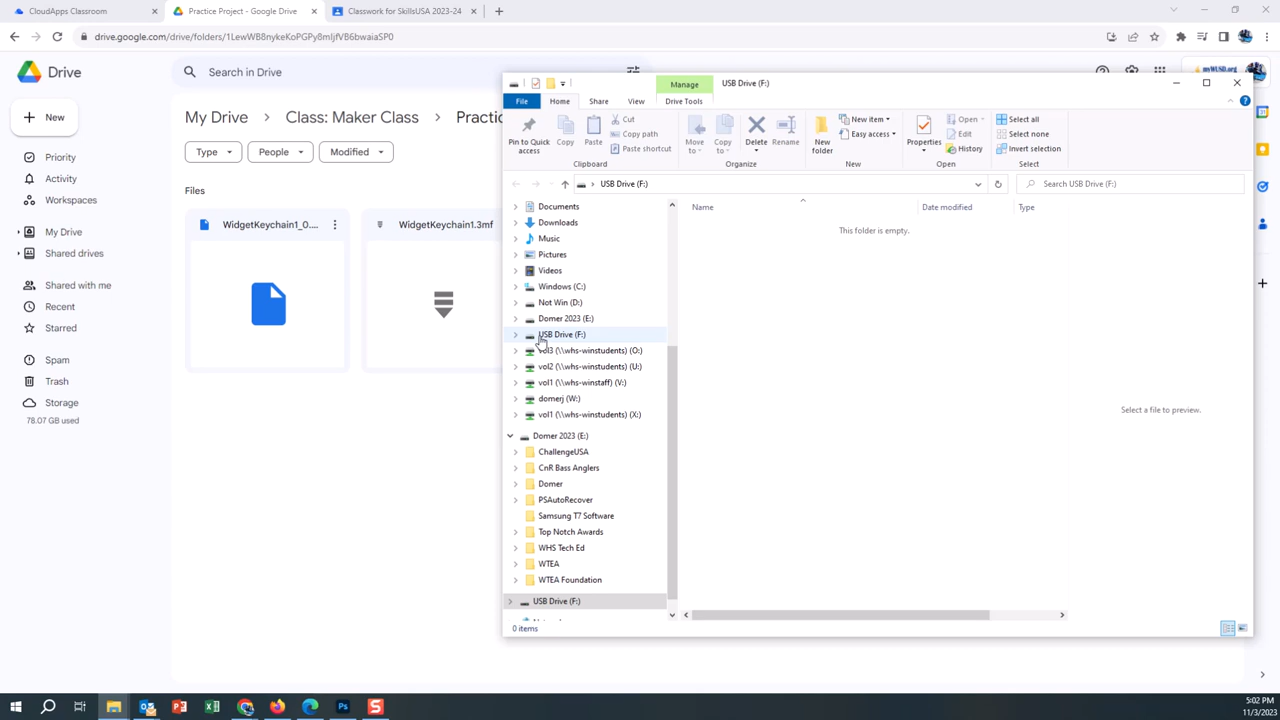 CloudApps Classroom
Practice Project - Google Drive
Classwork for SkillsUSA 2023-24
drive.google.com/drive/folders/1LewWB8nykeKoPGPy8mIjfVB6bwaiSP0
Drive
Search in Drive
New
My Drive > Class: Maker Class >
Type
People
Modified
Priority
Activity
Workspaces
My Drive
Shared drives
Shared with me
Recent
Starred
Spam
Trash
Storage
78.07 GB used
Files
WidgetKeychain1_0....
WidgetKeychain1.3mf
Manage
USB Drive (F:)
File
Home
Share
View
Drive Tools
Pin to Quick
access
Copy
Paste
Cut
Copy path
Paste shortcut
Clipboard
Move
to
Copy
to
Delete
Rename
Organize
New
folder
New item
Easy access
New
Properties
Open
Edit
History
Open
Select all
Select none
Invert selection
Select
USB Drive (F:)
Search USB Drive (F:)
Documents
Downloads
Music
Pictures
Videos
Windows (C:)
Not Win (D:)
Domer 2023 (E:)
USB Drive (F:)
vol3 (\\whs-winstudents) (O:)
vol2 (\\whs-winstudents) (U:)
vol1 (\\whs-winstaff) (V:)
domerj (W:)
vol1 (\\whs-winstudents) (X:)
Domer 2023 (E:)
ChallengeUSA
CnR Bass Anglers
Domer
PSAutoRecover
Samsung T7 Software
Top Notch Awards
WHS Tech Ed
WTEA
WTEA Foundation
USB Drive (F:)
Name
Date modified
Type
This folder is empty.
Select a file to preview.
0 items
5:02 PM
11/3/2023